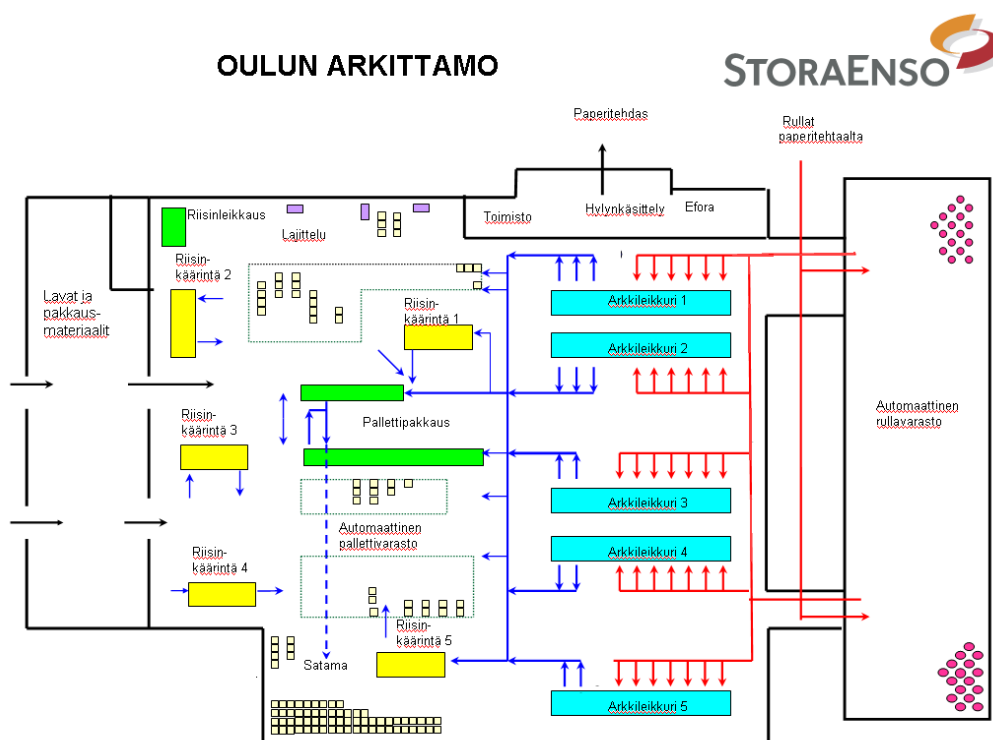 OULUN ARKITTAMO
STORAENSO
Paperitehdas
Rullat
paperitehtaalta
Riisinleikkaus
Lajittelu
Toimisto
Hylynkäsittely
Efora
Riisin-
käärintä 2
Lavat ja
pakkaus-
materiaalit
Riisin-
käärintä 1
Arkkileikkuri 1
Arkkileikkuri 2
Riisin-
käärintä 3
Pallettipakkaus
Automaattinen
rullavarasto
Arkkileikkuri 3
Automaattinen
pallettivarasto
Arkkileikkuri 4
Riisin-
käärintä 4
Riisin-
käärintä 5
Satama
Arkkileikkuri 5